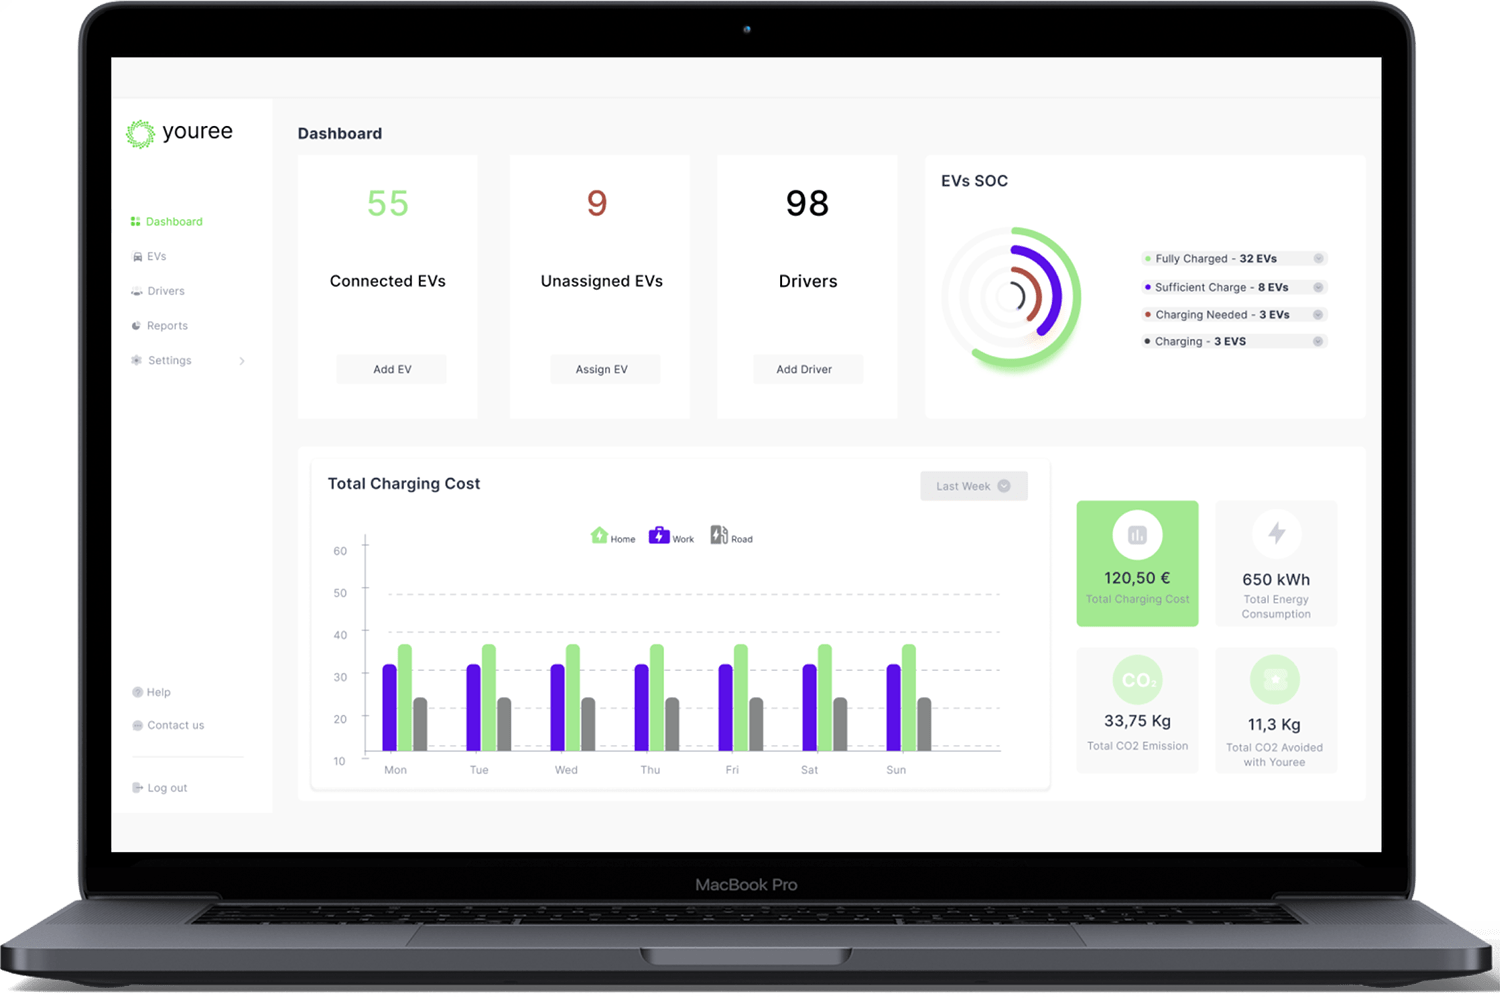 youree
Dashboard
EVs
Drivers
Reports
Settings
Help
Contact us
Log out
Dashboard
55
Connected EVs
Add EV
9
Unassigned EVs
Assign EV
98
Drivers
Add Driver
EVs SOC
Fully Charged - 32 EVs
Sufficient Charge - 8 EVs
Charging Needed - 3 EVs
Charging - 3 EVS
Total Charging Cost
Last Week
Home Work Road
60
50
40
30
20
10
Mon Tue Wed Thu Fri Sat Sun
120,50 €
Total Charging Cost
650 kWh
Total Energy
Consumption
CO₂
33,75 Kg
Total CO2 Emission
11,3 Kg
Total CO2 Avoided
with Youree
MacBook Pro